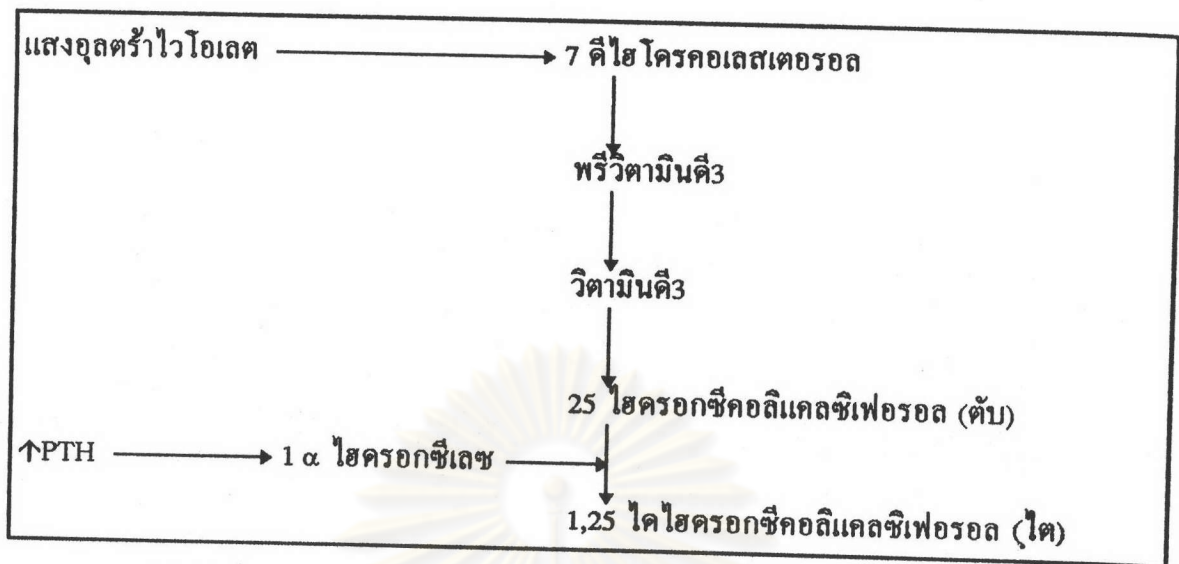 แสงอุลตร้าไวโอเลต 7 ดีไฮโดรคอเลสเตอรอล
พรีวิตามินดี3
วิตามินดี3
25 ไฮดรอกซีคอลิแคลซิเฟอรอล (ตับ)
↑PTH 1 α ไฮดรอกซีเลซ
1,25 ไดไฮดรอกซีคอลิแคลซิเฟอรอล (ไต)